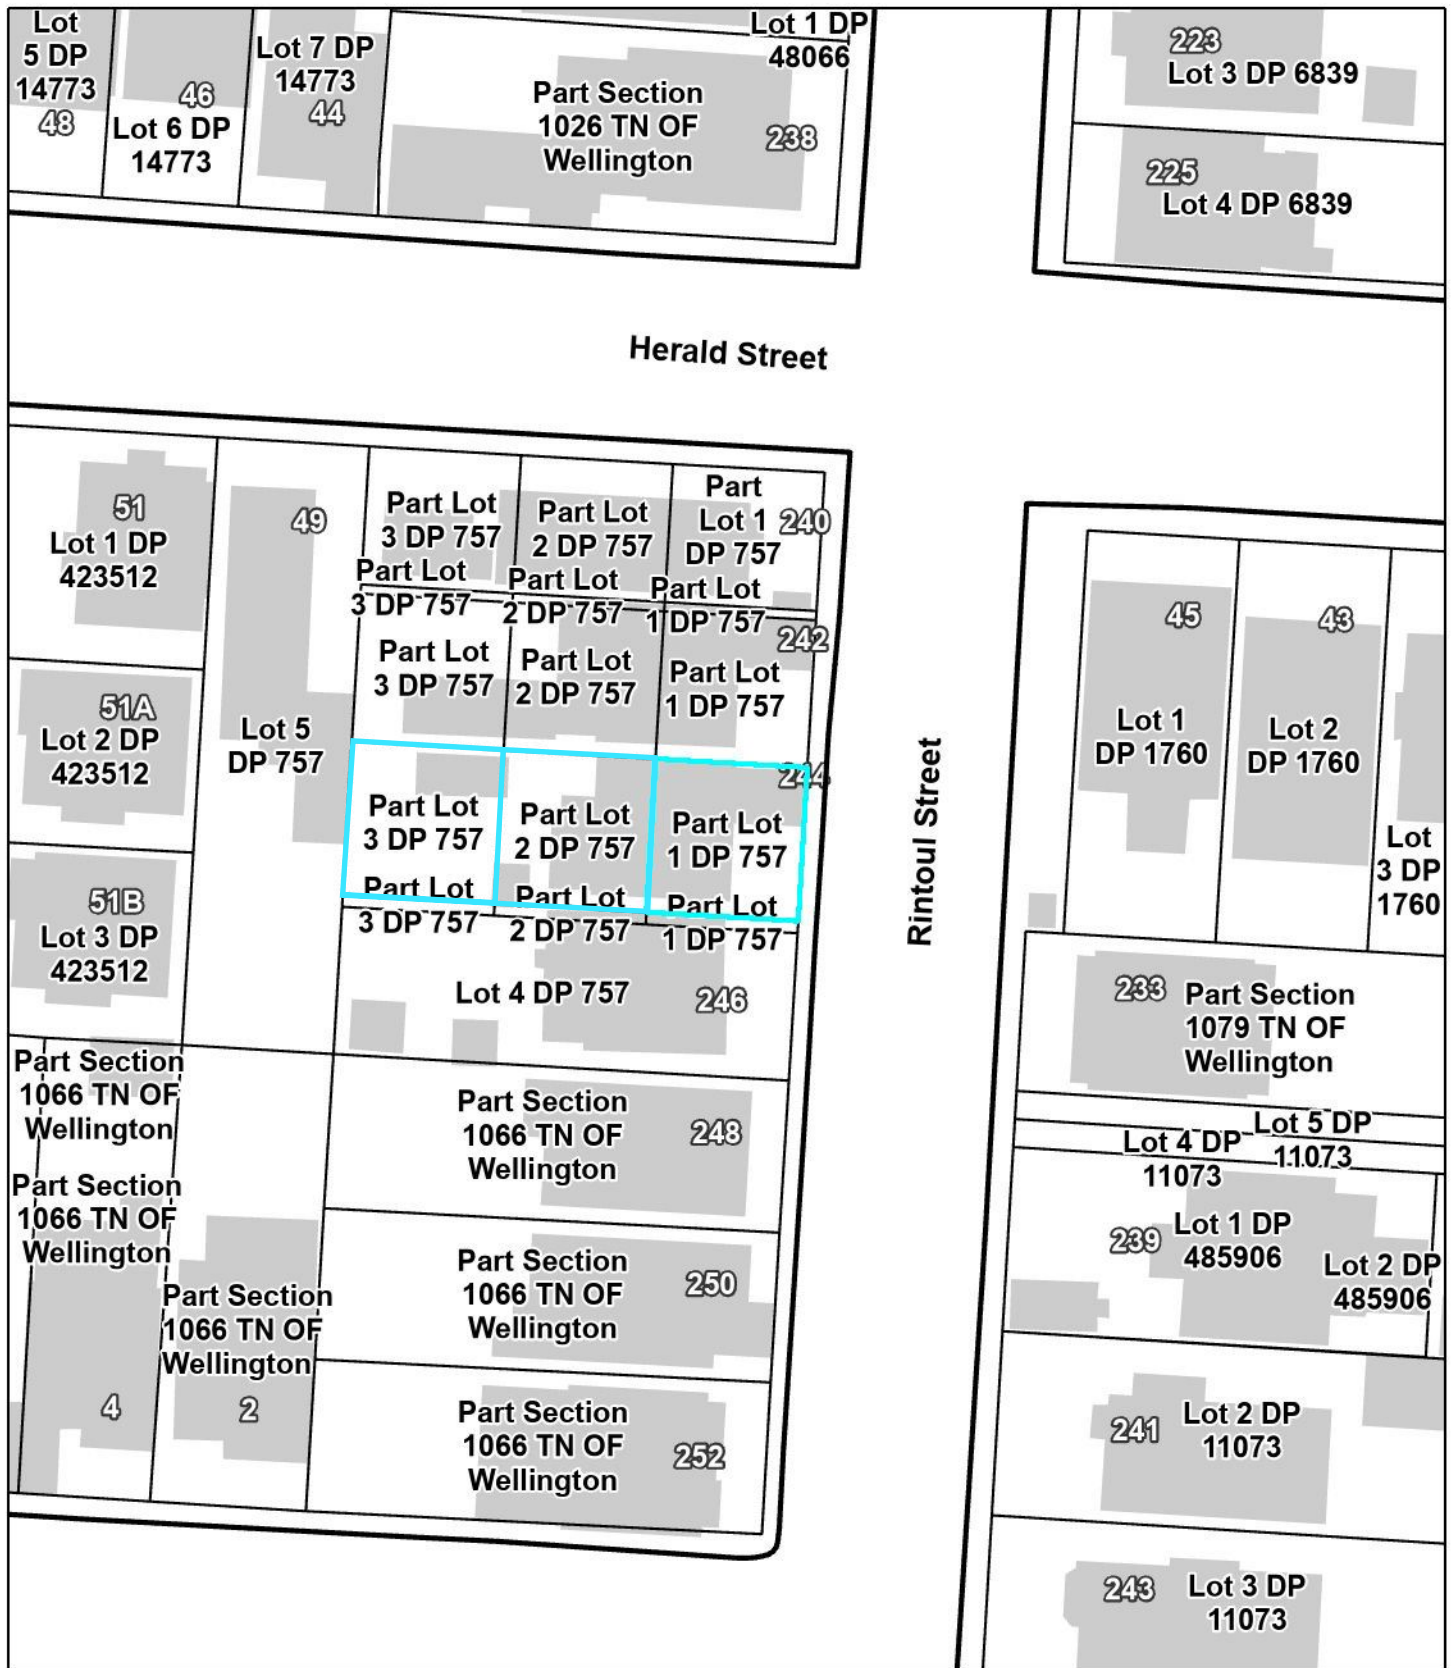 Lot
5 DP
14773
48
46
Lot 6 DP
14773
Lot 7 DP
14773
44
Part Section
1026 TN OF
Wellington
238
Lot 1 DP
48066
223
Lot 3 DP 6839
225
Lot 4 DP 6839
Herald Street
51
Lot 1 DP
423512
49
Part Lot
3 DP 757
Part Lot
2 DP 757
Part
Lot 1
DP 757
240
Part Lot
3 DP 757
Part Lot
2 DP 757
Part Lot
1 DP 757
242
Part Lot
3 DP 757
Part Lot
2 DP 757
Part Lot
1 DP 757
45
43
51A
Lot 2 DP
423512
Lot 5
DP 757
Lot 1
DP 1760
Lot 2
DP 1760
244
Part Lot
3 DP 757
Part Lot
2 DP 757
Part Lot
1 DP 757
Rintoul Street
Lot
3 DP
1760
51B
Lot 3 DP
423512
Part Lot
3 DP 757
Part Lot
2 DP 757
Part Lot
1 DP 757
Lot 4 DP 757
246
233
Part Section
1079 TN OF
Wellington
Part Section
1066 TN OF
Wellington
Part Section
1066 TN OF
Wellington
248
Lot 5 DP
11073
Lot 4 DP
11073
Part Section
1066 TN OF
Wellington
239
Lot 1 DP
485906
Lot 2 DP
485906
Part Section
1066 TN OF
Wellington
250
Part Section
1066 TN OF
Wellington
4
2
Part Section
1066 TN OF
Wellington
252
241
Lot 2 DP
11073
243
Lot 3 DP
11073